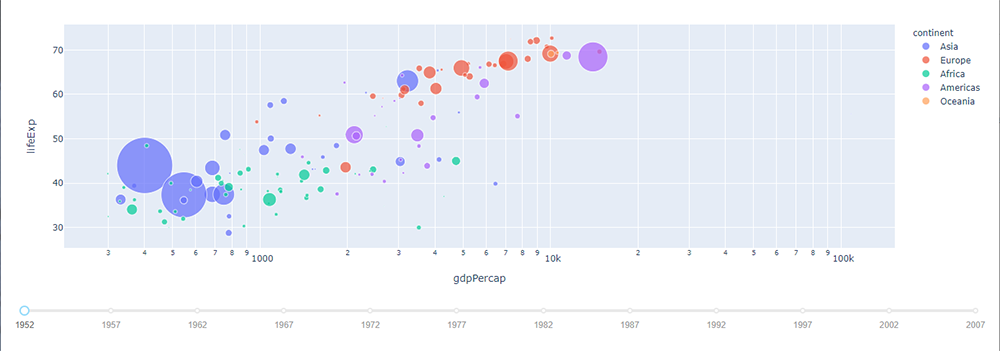 continent
Asia
Europe
Africa
Americas
Oceania
lifeExp
70
60
50
40
30
3 4 5 6 7 8 9 1000 2 3 4 5 6 7 8 9 10k 2 3 4 5 6 7 8 9 100k
gdpPercap
1952 1957 1962 1967 1972 1977 1982 1987 1992 1997 2002 2007